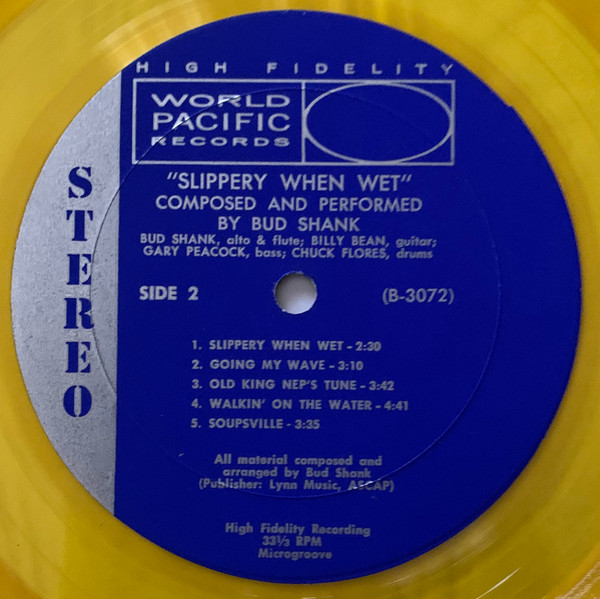 HIGH FIDELITY
WORLD
PACIFIC
RECORDS
STEREO
"SLIPPERY WHEN WET"
COMPOSED AND PERFORMED
BY BUD SHANK
BUD SHANK, alto & flute; BILLY BEAN, guitar;
GARY PEACOCK, bass; CHUCK FLORES, drums
SIDE 2 (B-3072)
1. SLIPPERY WHEN WET - 2:30
2. GOING MY WAVE - 3:10
3. OLD KING NEP'S TUNE - 3:42
4. WALKIN' ON THE WATER - 4:41
5. SOUPSVILLE - 3:35
All material composed and
arranged by Bud Shank
(Publisher: Lynn Music, ASCAP)
High Fidelity Recording
33⅓ RPM
Microgroove